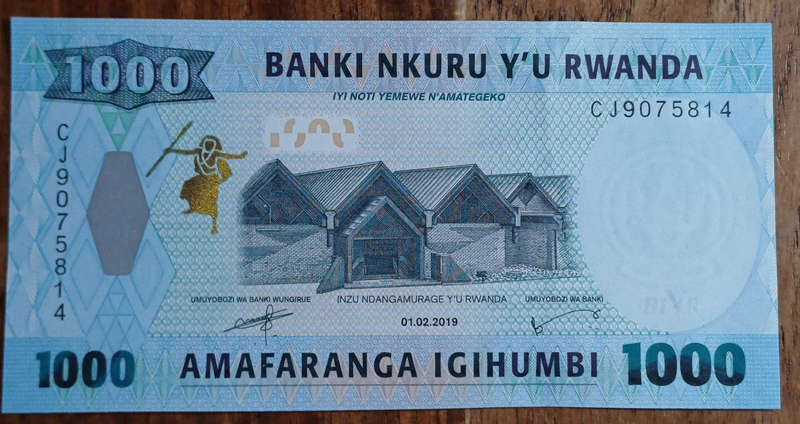 1000
BANKI NKURU Y'U RWANDA
IYI NOTI YEMEWE N'AMATEGEKO
CJ9075814
CJ9075814
UMUYOBOZI WA BANKI WUNGIRIJE
INZU NDANGAMURAGE Y'U RWANDA
UMUYOBOZI WA BANKI
01.02.2019
1000
AMAFARANGA IGIHUMBI
1000